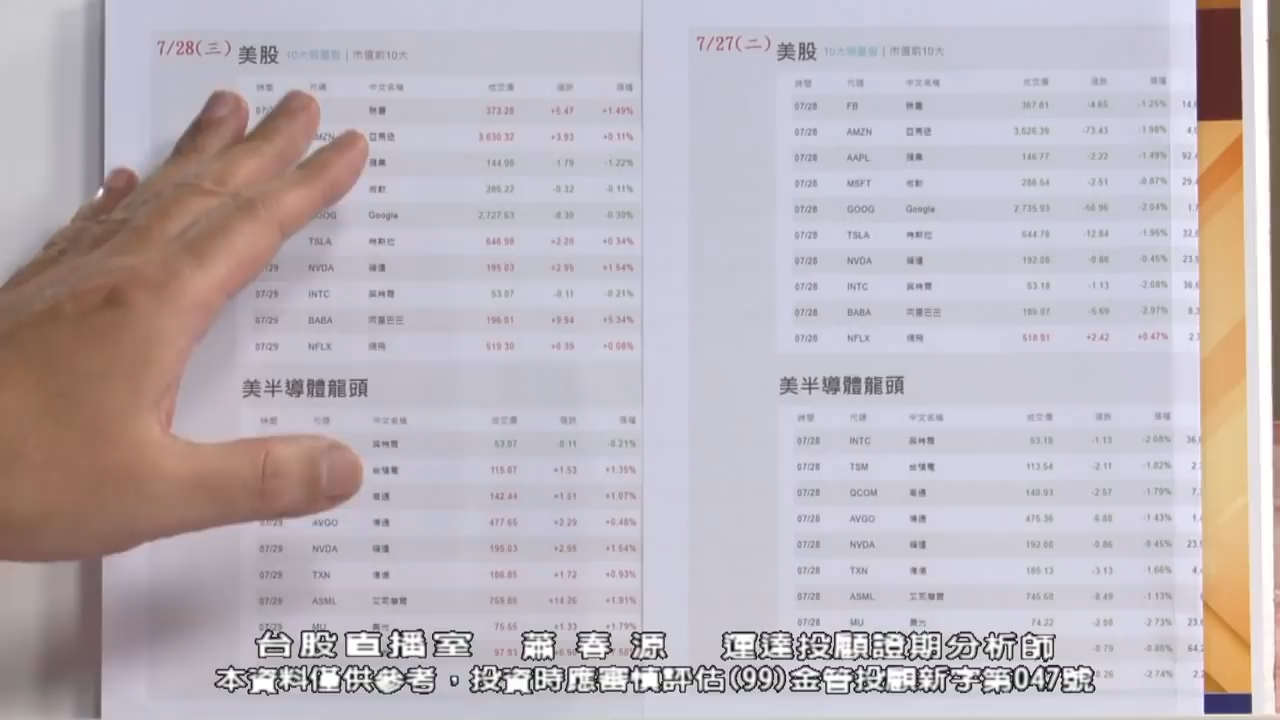 7/28(三) 美股 10大明星股 | 市值前10大
代碼 中文名稱 成交價 漲跌 漲幅
臉書 373.28 +5.47 +1.49%
AMZN 亞馬遜 3,630.32 +3.93 +0.11%
蘋果 144.98 -1.79 -1.22%
微軟 286.22 -0.32 -0.11%
GOOG Google 2,727.63 -8.30 -0.30%
TSLA 特斯拉 646.98 +2.20 +0.34%
07/29 NVDA 輝達 195.03 +2.95 +1.54%
07/29 INTC 英特爾 53.07 -0.11 -0.21%
07/29 BABA 阿里巴巴 196.01 +9.94 +5.34%
07/29 NFLX 網飛 519.30 +0.39 +0.08%
美半導體龍頭
時間 代碼 中文名稱 成交價 漲跌 漲幅
英特爾 53.07 -0.11 -0.21%
台積電 115.07 +1.53 +1.35%
高通 142.44 +1.51 +1.07%
07/29 AVGO 博通 477.65 +2.29 +0.48%
07/29 NVDA 輝達 195.03 +2.95 +1.54%
07/29 TXN 德儀 186.85 +1.72 +0.93%
07/29 ASML 艾司摩爾 759.86 +14.26 +1.91%
MU 美光 75.55 +1.33 +1.79%
7/27(二) 美股 10大明星股 | 市值前10大
時間 代碼 中文名稱 成交價 漲跌 漲幅
07/28 FB 臉書 367.81 -4.65 -1.25%
07/28 AMZN 亞馬遜 3,626.39 -73.43 -1.98%
07/28 AAPL 蘋果 146.77 -2.22 -1.49%
07/28 MSFT 微軟 286.54 -2.51 -0.87%
07/28 GOOG Google 2,735.93 -56.96 -2.04%
07/28 TSLA 特斯拉 644.78 -12.84 -1.95%
07/28 NVDA 輝達 192.08 -0.86 -0.45%
07/28 INTC 英特爾 53.18 -1.13 -2.08%
07/28 BABA 阿里巴巴 186.07 -5.69 -2.97%
07/28 NFLX 網飛 518.91 +2.42 +0.47%
美半導體龍頭
時間 代碼 中文名稱 成交價 漲跌 漲幅
07/28 INTC 英特爾 53.18 -1.13 -2.08%
07/28 TSM 台積電 113.54 -2.11 -1.82%
07/28 QCOM 高通 140.93 -2.57 -1.79%
07/28 AVGO 博通 475.36 -6.88 -1.43%
07/28 NVDA 輝達 192.08 -0.86 -0.45%
07/28 TXN 德儀 185.13 -3.13 -1.66%
07/28 ASML 艾司摩爾 745.60 -8.49 -1.13%
07/28 MU 美光 74.22 -2.08 -2.73%
台股直播室 蕭春源 運達投顧證期分析師
本資料僅供參考，投資時應審慎評估(99)金管投顧新字第047號